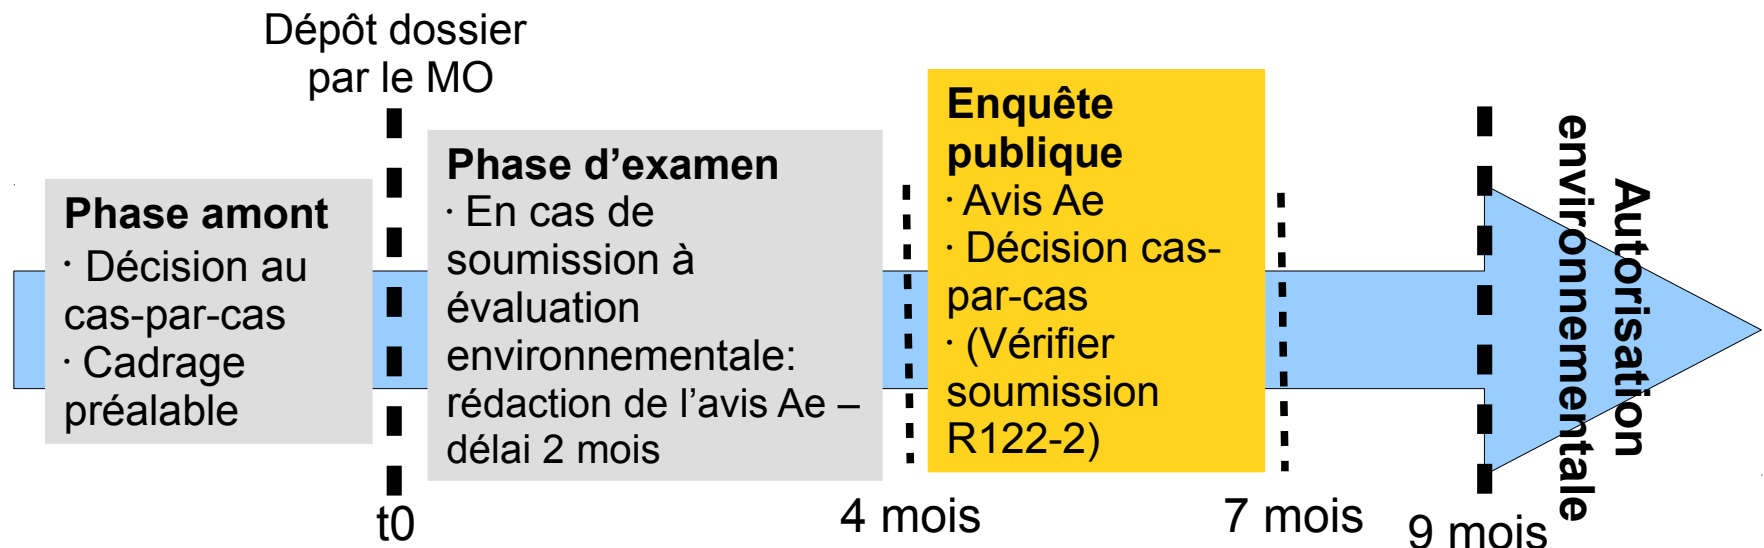 Dépôt dossier
par le MO
Phase amont
· Décision au
cas-par-cas
· Cadrage
préalable
Phase d’examen
· En cas de
soumission à
évaluation
environnementale:
rédaction de l’avis Ae –
délai 2 mois
Enquête
publique
· Avis Ae
· Décision cas-
par-cas
· (Vérifier
soumission
R122-2)
Autorisation
environnementale
t0
4 mois
7 mois
9 mois